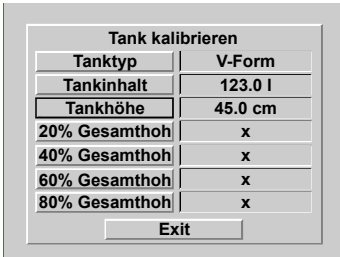 Tank kalibrieren
Tanktyp V-Form
Tankinhalt 123.0 l
Tankhöhe 45.0 cm
20% Gesamthoh x
40% Gesamthoh x
60% Gesamthoh x
80% Gesamthoh x
Exit